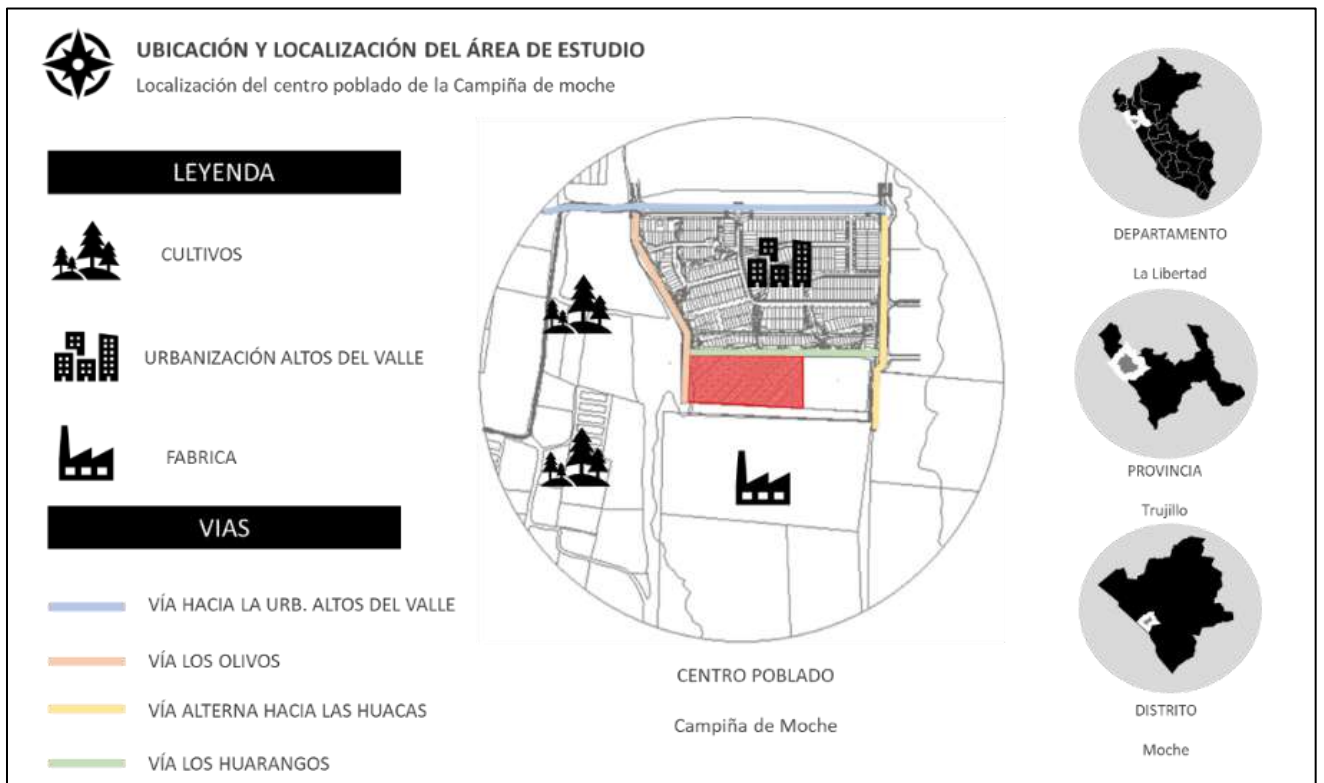 UBICACIÓN Y LOCALIZACIÓN DEL ÁREA DE ESTUDIO
Localización del centro poblado de la Campiña de moche
LEYENDA
CULTIVOS
URBANIZACIÓN ALTOS DEL VALLE
FABRICA
VIAS
VÍA HACIA LA URB. ALTOS DEL VALLE
VÍA LOS OLIVOS
VÍA ALTERNA HACIA LAS HUACAS
VÍA LOS HUARANGOS
CENTRO POBLADO
Campiña de Moche
DEPARTAMENTO
La Libertad
PROVINCIA
Trujillo
DISTRITO
Moche